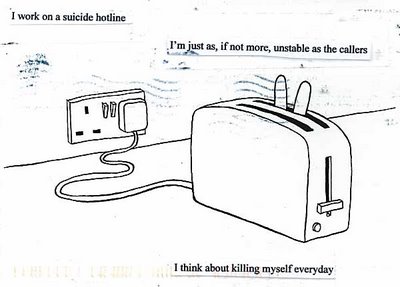 I work on a suicide hotline
I'm just as, if not more, unstable as the callers
I think about killing myself everyday